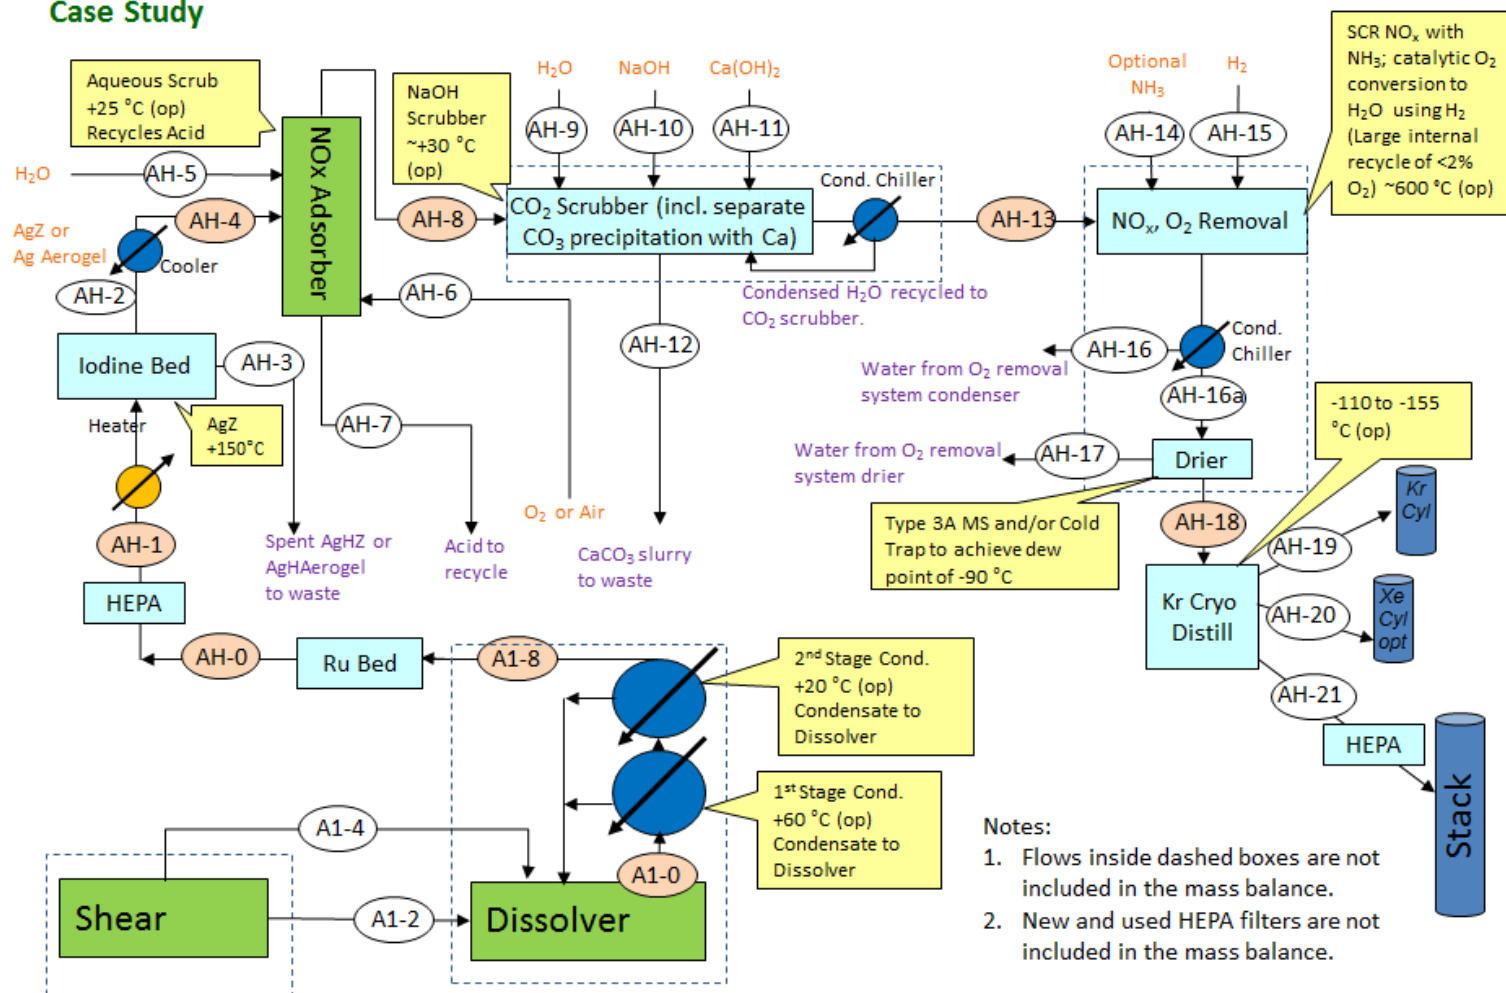 Case Study
Aqueous Scrub
+25 °C (op)
Recycles Acid
H₂O
AH-5
AH-4
AgZ or
Ag Aerogel
Cooler
AH-2
Iodine Bed
AH-3
Heater
AgZ
+150°C
AH-1
HEPA
AH-0
Ru Bed
A1-8
NOx Adsorber
NaOH
Scrubber
~+30 °C
(op)
AH-8
H₂O
NaOH
Ca(OH)₂
AH-9
AH-10
AH-11
CO₂ Scrubber (incl. separate
CO₃ precipitation with Ca)
Cond. Chiller
AH-13
Condensed H₂O recycled to
CO₂ scrubber.
AH-6
AH-12
AH-7
O₂ or Air
Spent AgHZ or
AgHAerogel
to waste
Acid to
recycle
CaCO₃ slurry
to waste
Optional
NH₃
H₂
AH-14
AH-15
NOₓ, O₂ Removal
SCR NOₓ with
NH₃; catalytic O₂
conversion to
H₂O using H₂
(Large internal
recycle of <2%
O₂) ~600 °C (op)
Cond.
Chiller
AH-16
Water from O₂ removal
system condenser
AH-16a
Water from O₂ removal
system drier
AH-17
Drier
-110 to -155
°C (op)
Type 3A MS and/or Cold
Trap to achieve dew
point of -90 °C
AH-18
Kr
Cyl
AH-19
Kr Cryo
Distill
AH-20
Xe
Cyl
opt
AH-21
HEPA
Stack
2nd Stage Cond.
+20 °C (op)
Condensate to
Dissolver
1st Stage Cond.
+60 °C (op)
Condensate to
Dissolver
A1-4
A1-0
Shear
A1-2
Dissolver
Notes:
1. Flows inside dashed boxes are not
included in the mass balance.
2. New and used HEPA filters are not
included in the mass balance.